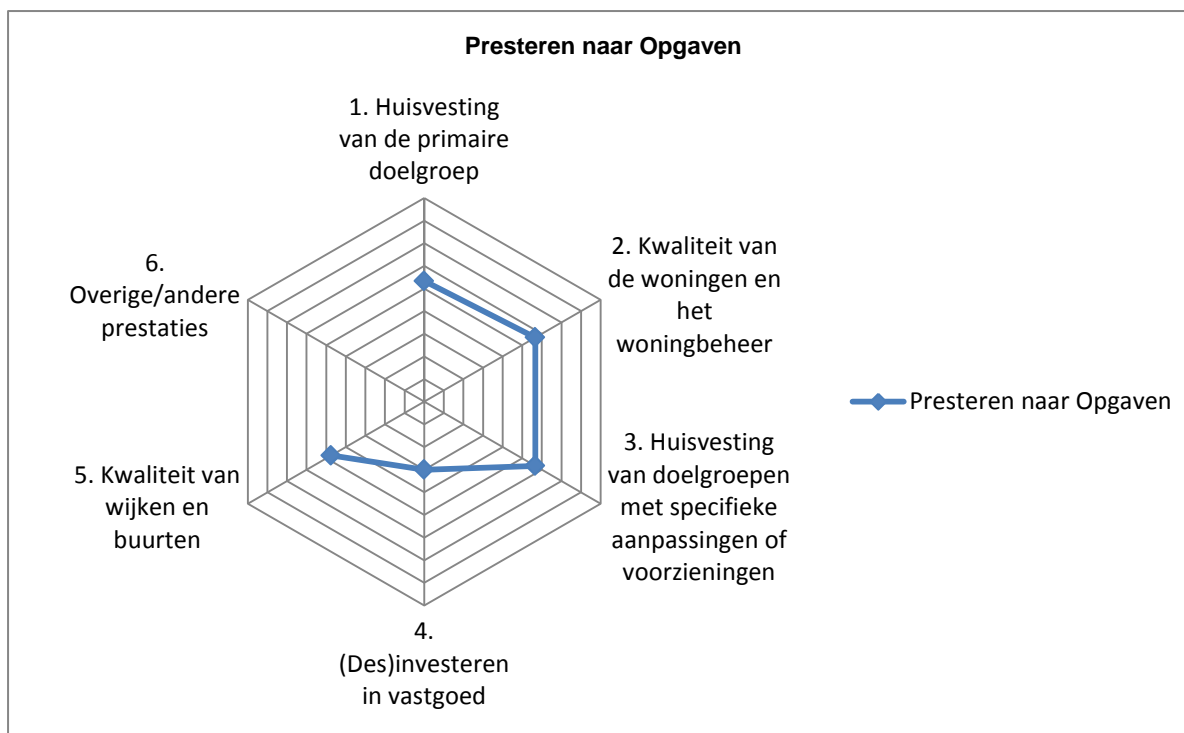 Presteren naar Opgaven
1. Huisvesting
van de primaire
doelgroep
2. Kwaliteit van
de woningen en
het
woningbeheer
3. Huisvesting
van doelgroepen
met specifieke
aanpassingen of
voorzieningen
4.
(Des)investeren
in vastgoed
5. Kwaliteit van
wijken en
buurten
6.
Overige/andere
prestaties
Presteren naar Opgaven